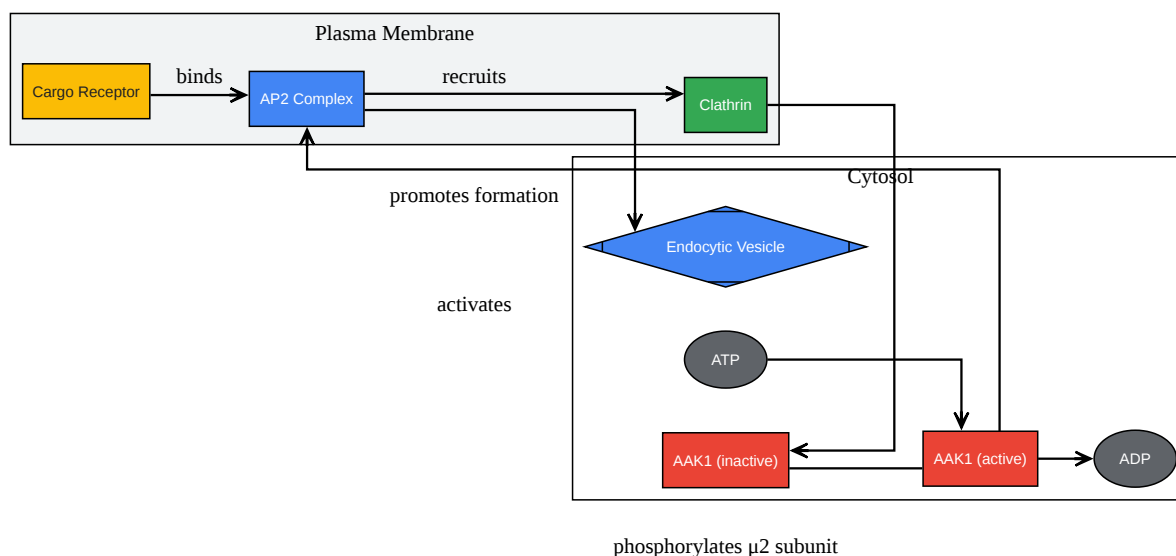 Plasma Membrane
Cargo Receptor
binds
AP2 Complex
recruits
Clathrin
promotes formation
Cytosol
Endocytic Vesicle
activates
ATP
AAK1 (inactive)
AAK1 (active)
ADP
phosphorylates μ2 subunit